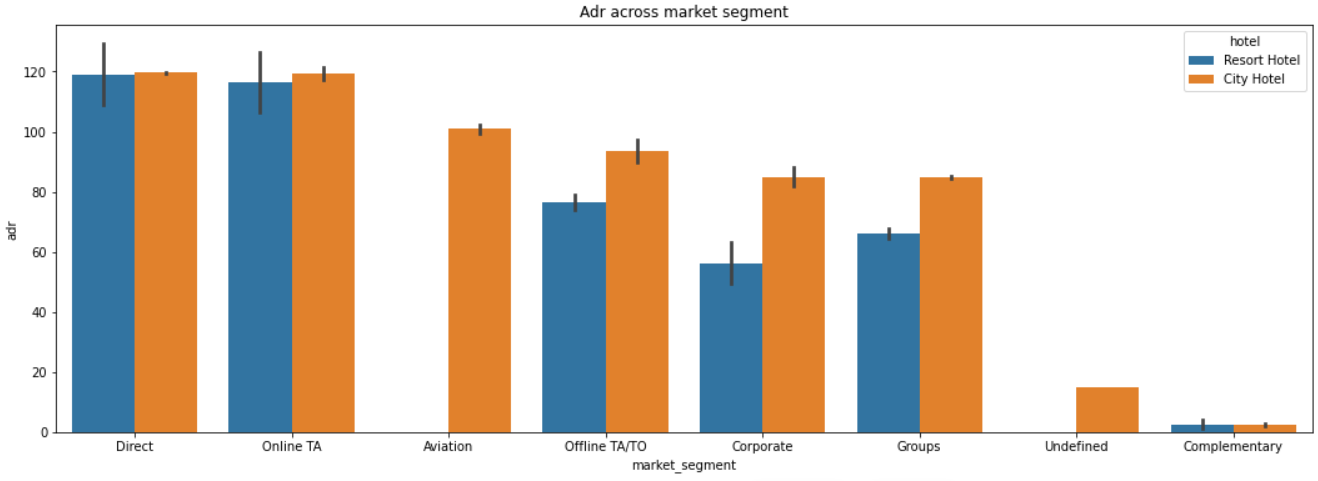 Adr across market segment
hotel
Resort Hotel
City Hotel
120
100
80
60
40
20
0
adr
Direct
Online TA
Aviation
Offline TA/TO
Corporate
Groups
Undefined
Complementary
market_segment